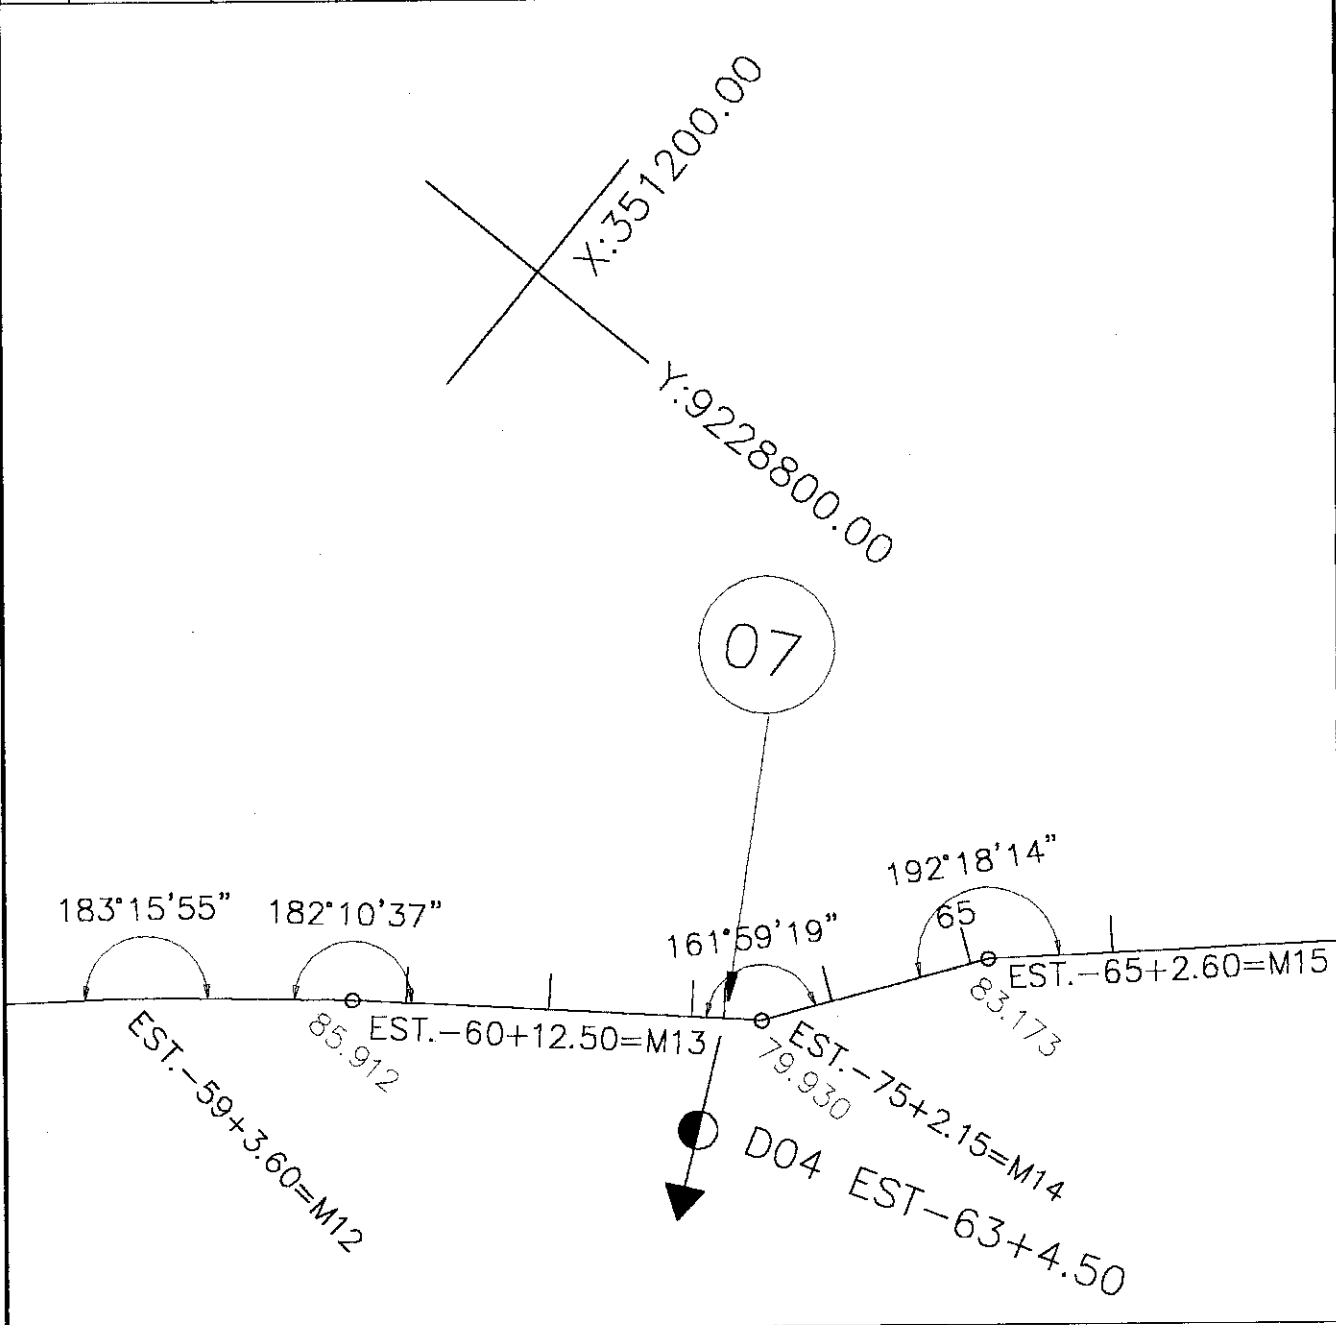 X:351200.00
Y:9228800.00
07
183°15'55"
182°10'37"
161°59'19"
192°18'14"
65
EST.-59+3.60=M12
85.912
EST.-60+12.50=M13
79.930
EST.-75+2.15=M14
83.173
EST.-65+2.60=M15
D04 EST-63+4.50